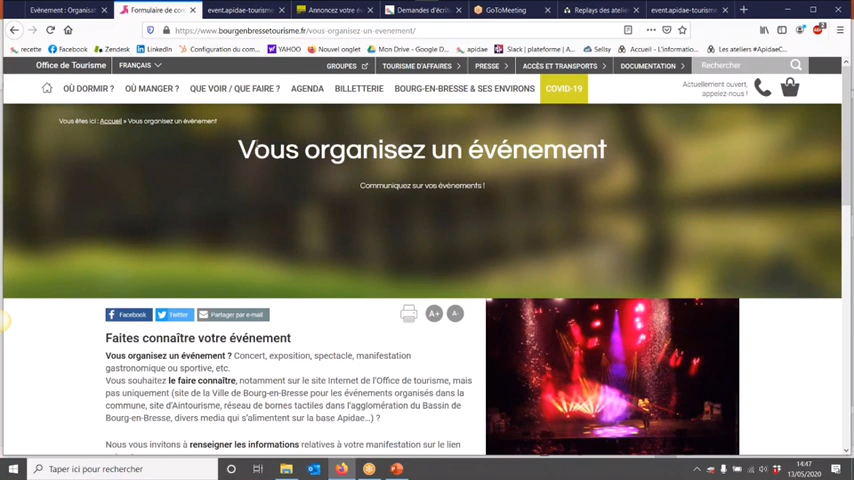 Evénement : Organisat
Formulaire de con
event.apidae-tourisme
Annoncez votre év
Demandes d'écrit
GoToMeeting
Replays des atelie
event.apidae-tourisme
https://www.bourgenbressetourisme.fr/vous-organisez-un-evenement/
recette
Facebook
Zendesk
LinkedIn
Configuration du com...
YAHOO
Nouvel onglet
Mon Drive - Google D...
apidae
Slack | plateforme | A...
Sellsy
Accueil - L'informatio...
Les ateliers #ApidaeC...
Office de Tourisme
FRANÇAIS
GROUPES
TOURISME D'AFFAIRES
PRESSE
ACCÈS ET TRANSPORTS
DOCUMENTATION
Rechercher
OÙ DORMIR ?
OÙ MANGER ?
QUE VOIR / QUE FAIRE ?
AGENDA
BILLETTERIE
BOURG-EN-BRESSE & SES ENVIRONS
COVID-19
Actuellement ouvert,
appelez-nous !
Vous êtes ici : Accueil » Vous organisez un événement
Vous organisez un événement
Communiquez sur vos événements !
Facebook
Twitter
Partager par e-mail
A+
A-
Faites connaître votre événement
Vous organisez un événement ? Concert, exposition, spectacle, manifestation
gastronomique ou sportive, etc.
Vous souhaitez le faire connaître, notamment sur le site Internet de l'Office de tourisme, mais
pas uniquement (site de la Ville de Bourg-en-Bresse pour les événements organisés dans la
commune, site d'Aintourisme, réseau de bornes tactiles dans l'agglomération du Bassin de
Bourg-en-Bresse, divers media qui s'alimentent sur la base Apidae…) ?
Nous vous invitons à renseigner les informations relatives à votre manifestation sur le lien
Taper ici pour rechercher
14:47
13/05/2020